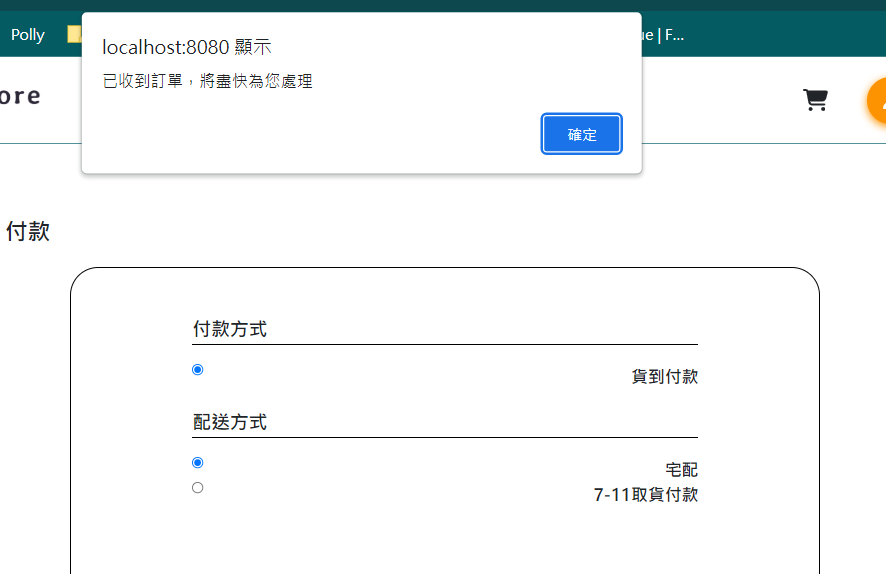 Polly
localhost:8080 顯示
已收到訂單，將盡快為您處理
確定
ue | F...
ore
付款
付款方式
貨到付款
配送方式
宅配
7-11取貨付款